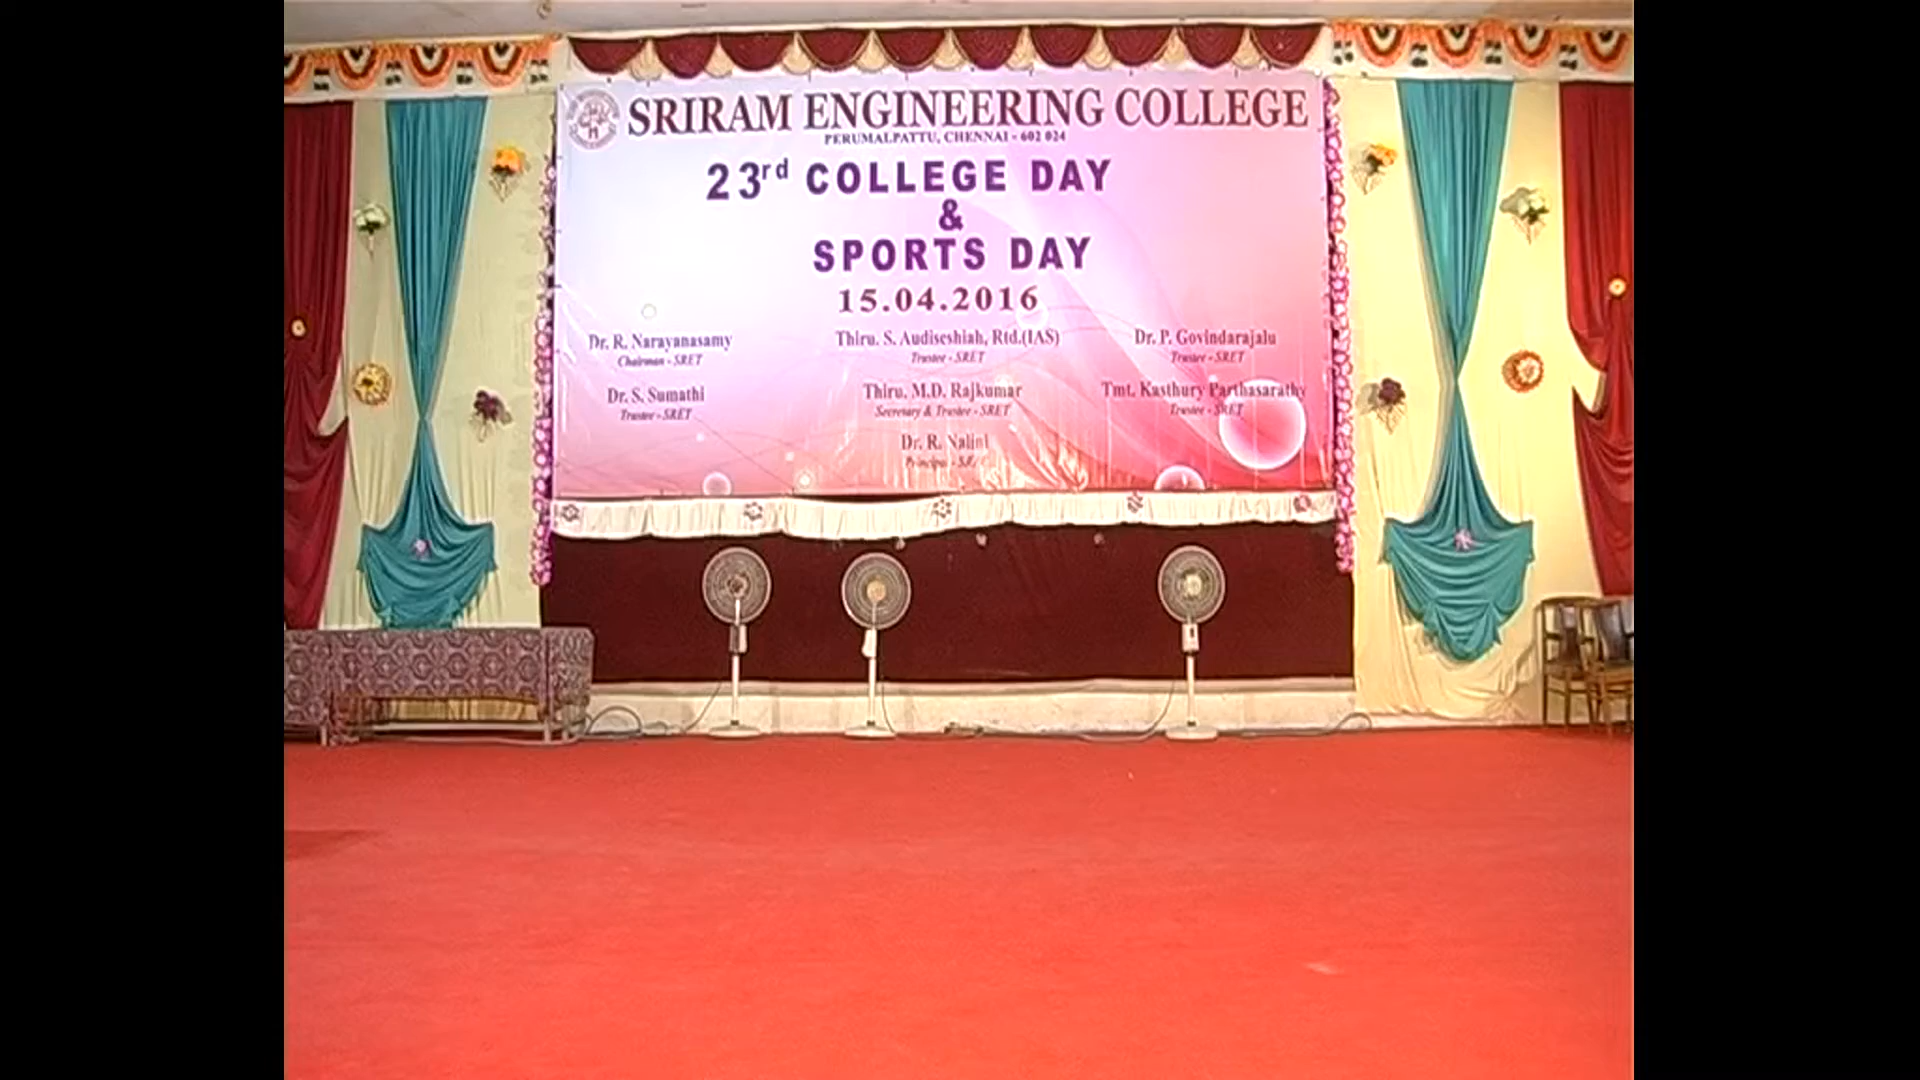 SRIRAM ENGINEERING COLLEGE
PERUMALPATTU, CHENNAI - 602 024
23rd COLLEGE DAY
&
SPORTS DAY
15.04.2016
Dr. R. Narayanasamy Thiru. S. Audiseshiah, Rtd.(IAS) Dr. P. Govindarajalu
Chairman - SRET Trustee - SRET Trustee - SRET
Dr. S. Sumathi Thiru. M.D. Rajkumar Tmt. Kasthury Parthasarathy
Trustee - SRET Secretary & Trustee - SRET Trustee - SRET
Dr. R. Nalini
Principal